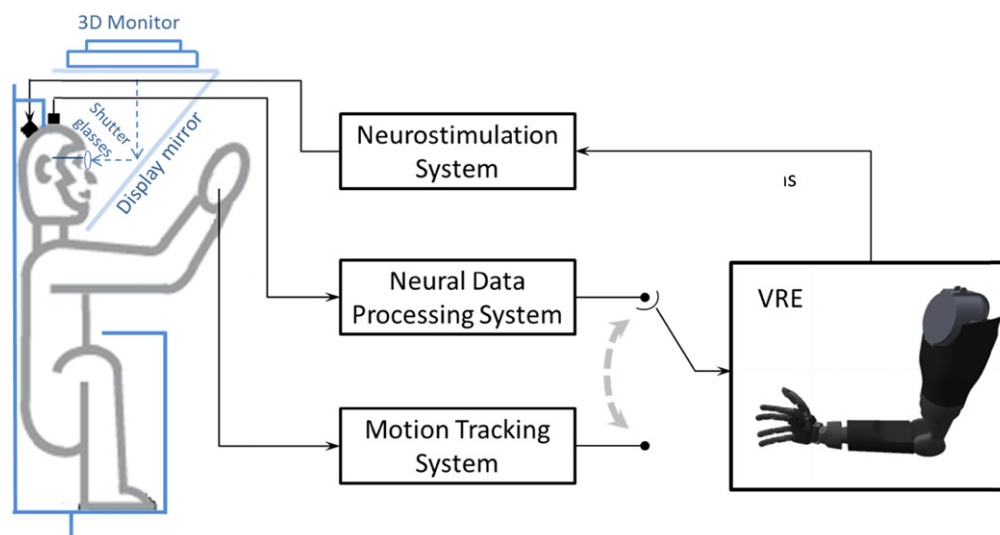 3D Monitor
Shutter
glasses
Display mirror
Neurostimulation
System
Neural Data
Processing System
VRE
Motion Tracking
System